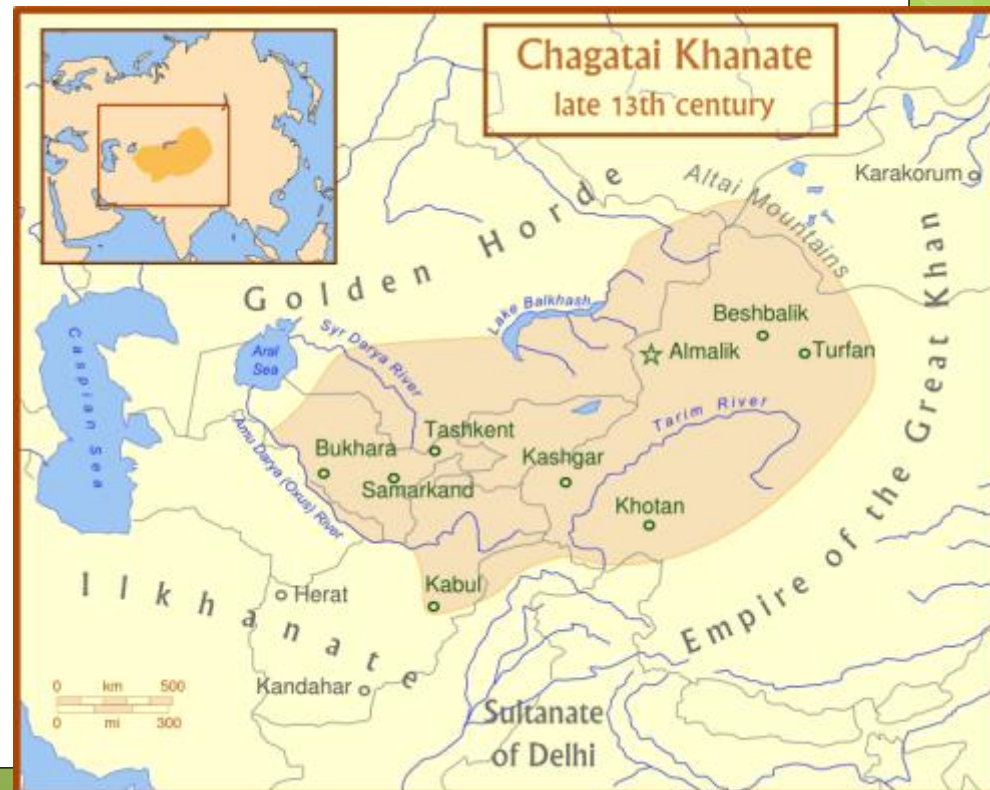 Chagatai Khanate
late 13th century
Karakorum
Altai Mountains
Golden Horde
Empire of the Great Khan
Lake Balkhash
Syr Darya River
Aral
Sea
Caspian Sea
Beshbalik
Almalik
Turfan
Tarim River
Amu Darya (Oxus) River
Tashkent
Bukhara
Samarkand
Kashgar
Khotan
Kabul
Ilkhanate
Herat
Kandahar
0 km 500
0 mi 300
Sultanate
of Delhi